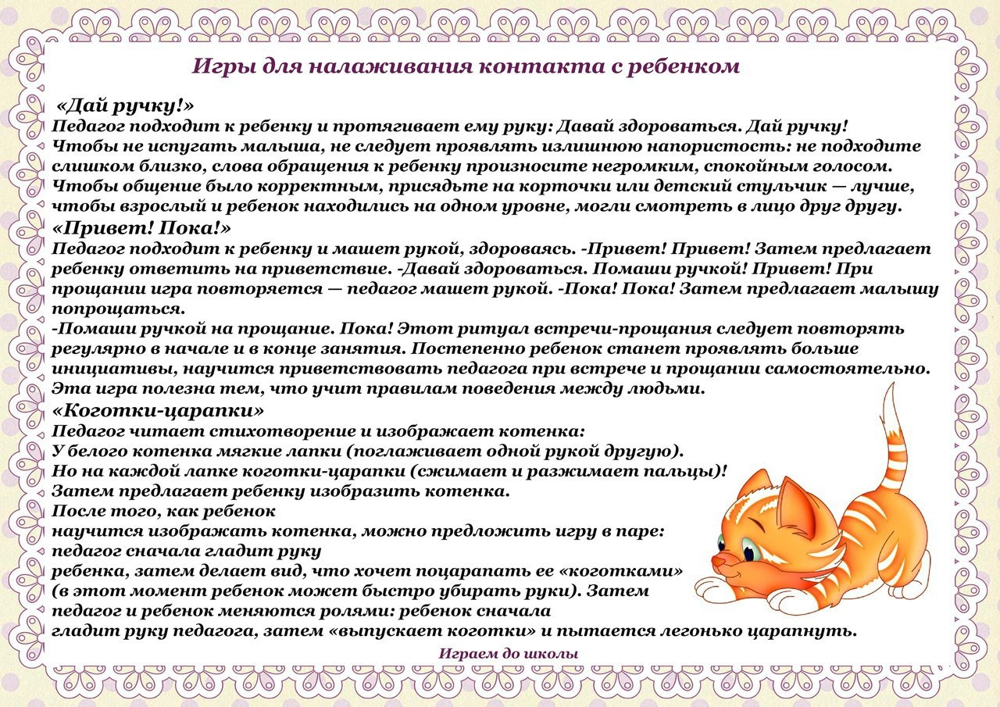 Игры для налаживания контакта с ребенком
«Дай ручку!»
Педагог подходит к ребенку и протягивает ему руку: Давай здороваться. Дай ручку!
Чтобы не испугать малыша, не следует проявлять излишнюю напористость: не подходите
слишком близко, слова обращения к ребенку произносите негромким, спокойным голосом.
Чтобы общение было корректным, присядьте на корточки или детский стульчик — лучше,
чтобы взрослый и ребенок находились на одном уровне, могли смотреть в лицо друг другу.
«Привет! Пока!»
Педагог подходит к ребенку и машет рукой, здороваясь. -Привет! Привет! Затем предлагает
ребенку ответить на приветствие. -Давай здороваться. Помаши ручкой! Привет! При
прощании игра повторяется — педагог машет рукой. -Пока! Пока! Затем предлагает малышу
попрощаться.
-Помаши ручкой на прощание. Пока! Этот ритуал встречи-прощания следует повторять
регулярно в начале и в конце занятия. Постепенно ребенок станет проявлять больше
инициативы, научится приветствовать педагога при встрече и прощании самостоятельно.
Эта игра полезна тем, что учит правилам поведения между людьми.
«Коготки-царапки»
Педагог читает стихотворение и изображает котенка:
У белого котенка мягкие лапки (поглаживает одной рукой другую).
Но на каждой лапке коготки-царапки (сжимает и разжимает пальцы)!
Затем предлагает ребенку изобразить котенка.
После того, как ребенок
научится изображать котенка, можно предложить игру в паре:
педагог сначала гладит руку
ребенка, затем делает вид, что хочет поцарапать ее «коготками»
(в этот момент ребенок может быстро убирать руки). Затем
педагог и ребенок меняются ролями: ребенок сначала
гладит руку педагога, затем «выпускает коготки» и пытается легонько царапнуть.
Играем до школы